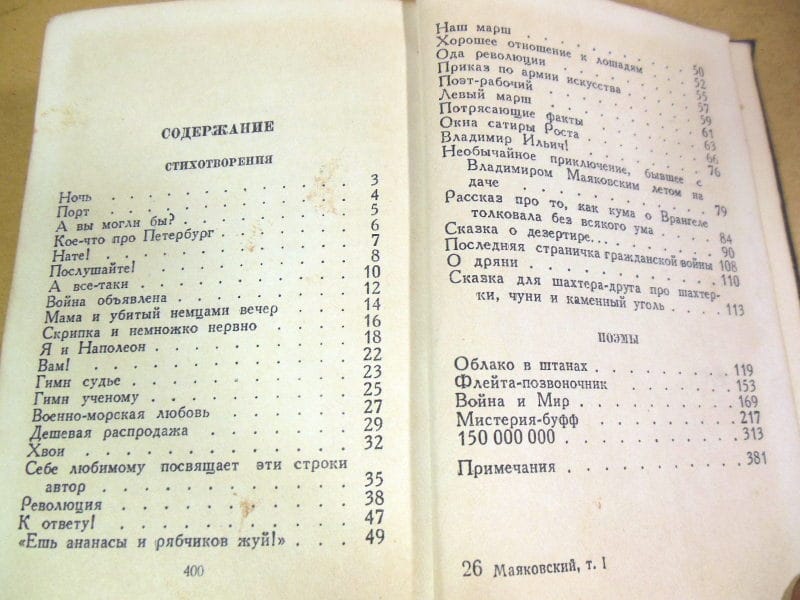 СОДЕРЖАНИЕ
СТИХОТВОРЕНИЯ
Ночь . . . . . . . . . . 3
Порт . . . . . . . . . . 4
А вы могли бы? . . . . . . . 5
Кое-что про Петербург . . . . . 6
Нате! . . . . . . . . . . 7
Послушайте! . . . . . . . . 8
А все-таки . . . . . . . . 10
Война объявлена . . . . . . 12
Мама и убитый немцами вечер . . . 14
Скрипка и немножко нервно . . . 16
Я и Наполеон . . . . . . . 18
Вам! . . . . . . . . . . 22
Гимн судье . . . . . . . . 23
Гимн ученому . . . . . . . 25
Военно-морская любовь . . . . . 27
Дешевая распродажа . . . . . . 29
Хвои . . . . . . . . . . 32
Себе любимому посвящает эти строки
автор . . . . . . . . . 35
Революция . . . . . . . . 38
К ответу! . . . . . . . . 47
«Ешь ананасы и рябчиков жуй!» . . . 49
400
Наш марш . . . . . . . . 50
Хорошее отношение к лошадям . . . 52
Ода революции . . . . . . . 55
Приказ по армии искусства . . . . 57
Поэт-рабочий . . . . . . . 59
Левый марш . . . . . . . . 61
Потрясающие факты . . . . . . 63
Окна сатиры Роста . . . . . . 66
Владимир Ильич! . . . . . . . 76
Необычайное приключение, бывшее с
Владимиром Маяковским летом на
даче . . . . . . . . . 79
Рассказ про то, как кума о Врангеле
толковала без всякого ума . . . . 84
Сказка о дезертире... . . . . . 90
Последняя страничка гражданской войны 108
О дряни . . . . . . . . . 110
Сказка для шахтера-друга про шахтер-
ки, чуни и каменный уголь . . . 113
ПОЭМЫ
Облако в штанах . . . . . . . 119
Флейта-позвоночник . . . . . . 153
Война и Мир . . . . . . . . 169
Мистерия-буфф . . . . . . . 217
150 000 000 . . . . . . . . 313
Примечания . . . . . . . . 381
26 Маяковский, т. I